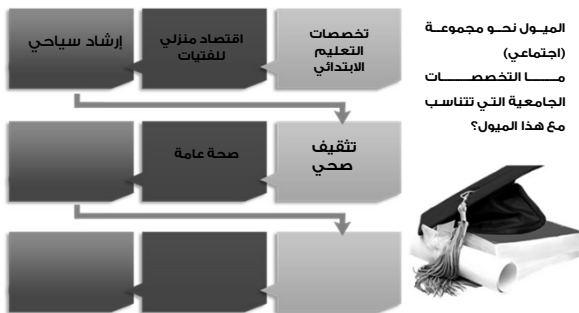 الميول نحو مجموعة
(اجتماعي)
ما التخصصات
الجامعية التي تتناسب
مع هذا الميول؟
تخصصات
التعليم
الابتدائي
اقتصاد منزلي
للفتيات
إرشاد سياحي
تثقيف
صحي
صحة عامة